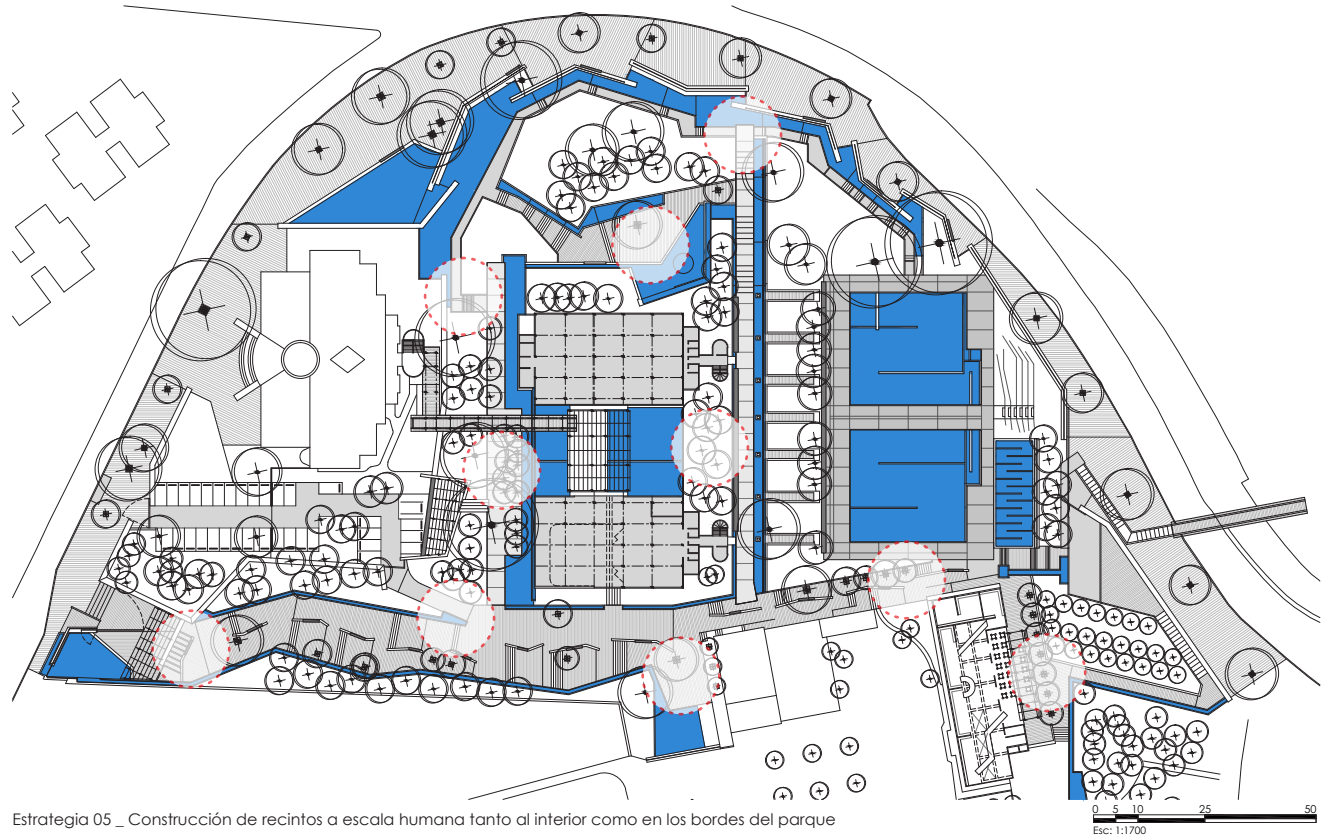 Estrategia 05 _ Construcción de recintos a escala humana tanto al interior como en los bordes del parque
0 5 10 25 50
Esc: 1:1700